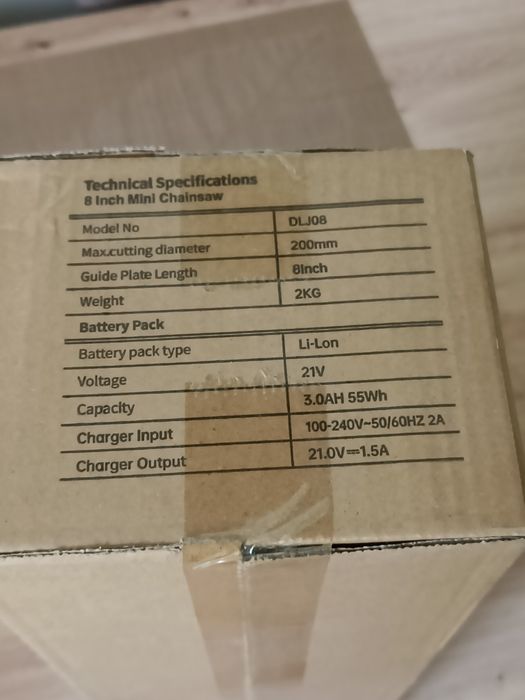 Technical Specifications
8 Inch Mini Chainsaw
Model No DLJ08
Max.cutting diameter 200mm
Guide Plate Length 8Inch
Weight 2KG
Battery Pack
Battery pack type Li-Lon
Voltage 21V
Capacity 3.0AH 55Wh
Charger Input 100-240V~50/60HZ 2A
Charger Output 21.0V⎓1.5A